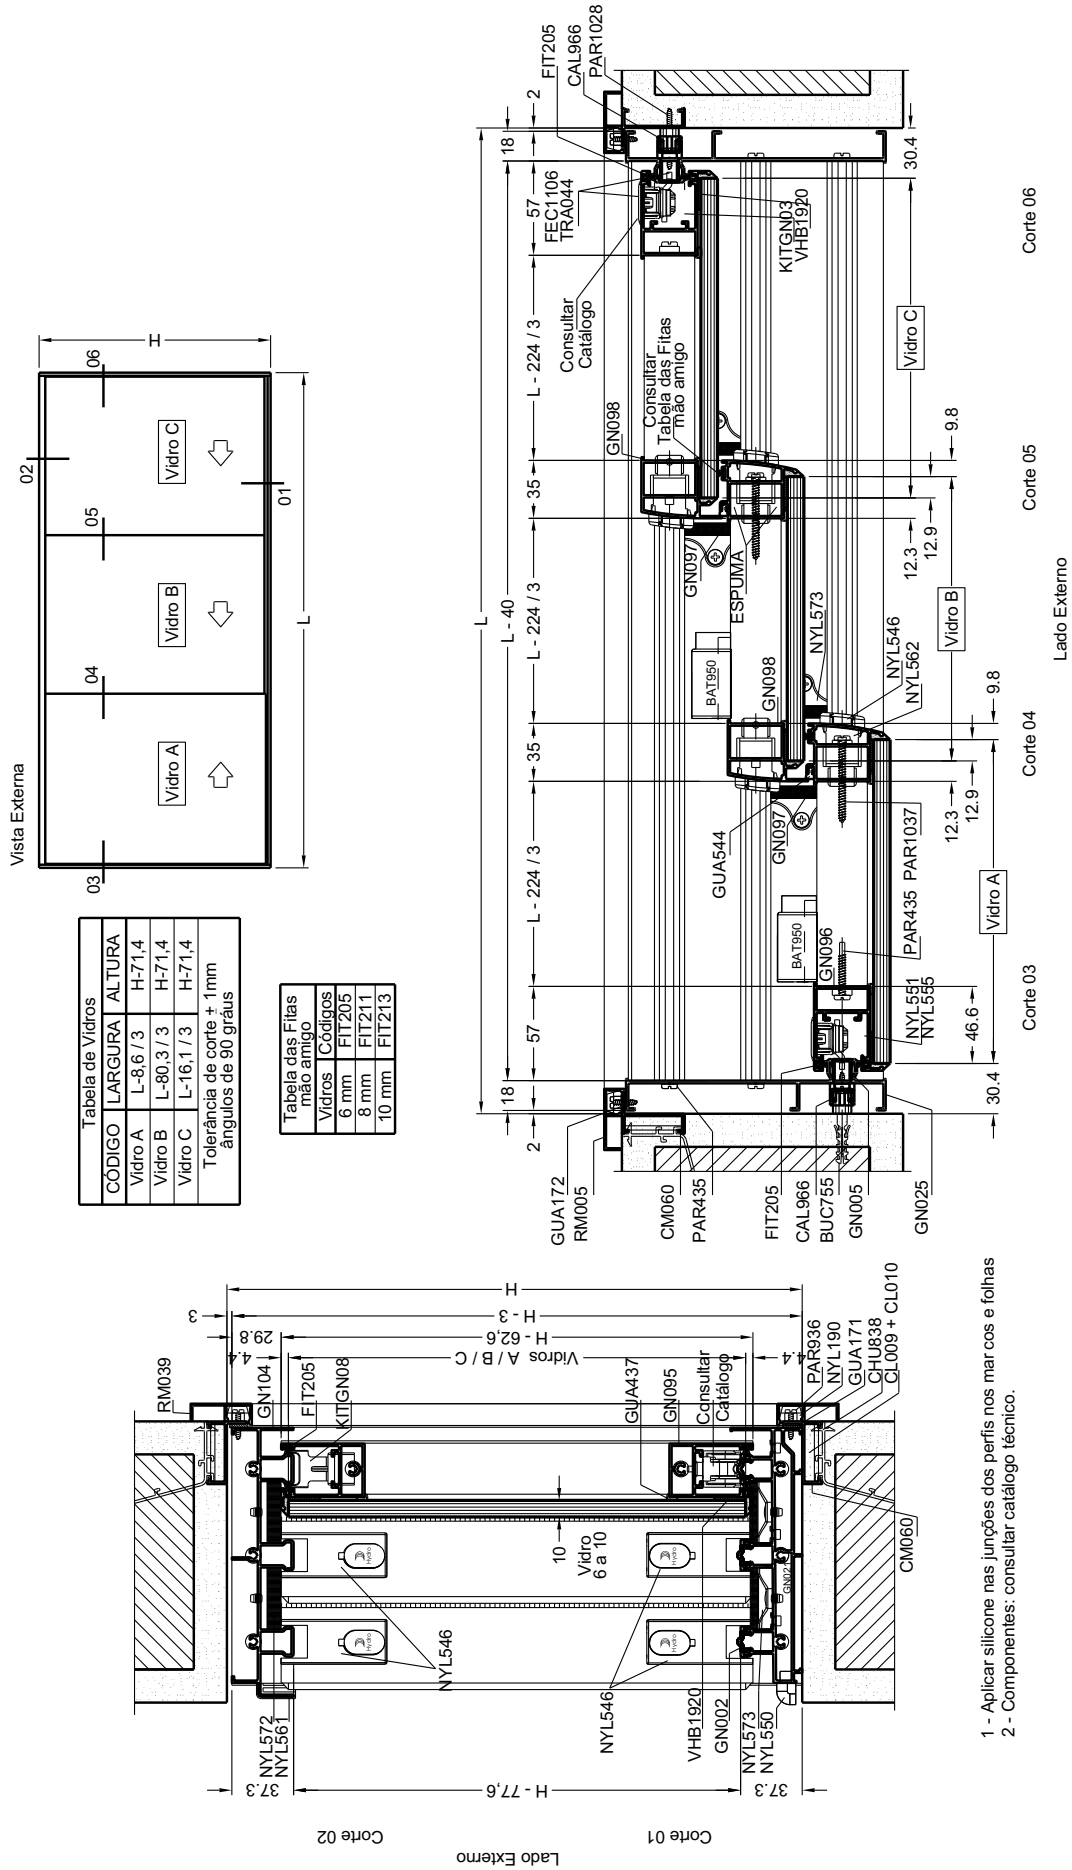 Vista Externa
02
01
03
04
05
06
Vidro A
Vidro B
Vidro C
L
H
Tabela de Vidros
CÓDIGO LARGURA ALTURA
Vidro A L-8,6 / 3 H-71,4
Vidro B L-80,3 / 3 H-71,4
Vidro C L-16,1 / 3 H-71,4
Tolerância de corte ± 1mm
ângulos de 90 gráus
Tabela das Fitas
mão amigo
Vidros Códigos
6 mm FIT205
8 mm FIT211
10 mm FIT213
L
L - 40
2
18
57
L - 224 / 3
35
L - 224 / 3
35
L - 224 / 3
57
18
2
GUA172
RM005
CM060
PAR435
FIT205
CAL966
BUC755
GN005
GN025
BAT950
GN096
GUA544
GN097
PAR435 PAR1037
NYL551
NYL555
GN098
BAT950
NYL573
NYL546
NYL562
GN097
ESPUMA
GN098
Consultar
Tabela das Fitas
mão amigo
Consultar
Catálogo
FEC1106
TRA044
KITGN03
VHB1920
FIT205
CAL966
PAR1028
30.4
46.6
Vidro A
12.3
12.9
9.8
Vidro B
12.3
12.9
9.8
Vidro C
30.4
Corte 03
Corte 04
Corte 05
Corte 06
Lado Externo
RM039
GN104
FIT205
KITGN08
GUA437
GN095
Consultar
Catálogo
PAR936
NYL190
GUA171
CHU838
CL009 + CL010
CM060
H
H - 3
3
H - 62,6
29.8
Vidros A / B / C
4.4
4.4
10
Vidro
6 a 10
Hydro
Hydro
Hydro
Hydro
GN021
NYL546
NYL546
NYL572
NYL561
VHB1920
GN002
NYL573
NYL550
37.3
H - 77,6
37.3
Corte 02
Corte 01
Lado Externo
1 - Aplicar silicone nas junções dos perfis nos marcos e folhas
2 - Componentes: consultar catálogo técnico.